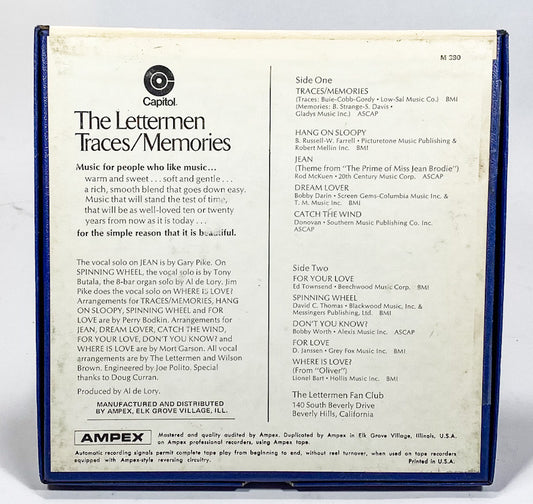 M 390
Capitol
The Lettermen
Traces/Memories
Music for people who like music...
warm and sweet . . . soft and gentle . . .
a rich, smooth blend that goes down easy.
Music that will stand the test of time,
that will be as well-loved ten or twenty
years from now as it is today . . .
for the simple reason that it is beautiful.
The vocal solo on JEAN is by Gary Pike. On
SPINNING WHEEL, the vocal solo is by Tony
Butala, the 8-bar organ solo by Al de Lory. Jim
Pike does the vocal solo on WHERE IS LOVE?
Arrangements for TRACES/MEMORIES, HANG
ON SLOOPY, SPINNING WHEEL and FOR
LOVE are by Perry Bodkin. Arrangements for
JEAN, DREAM LOVER, CATCH THE WIND,
FOR YOUR LOVE, DON'T YOU KNOW? and
WHERE IS LOVE are by Mort Garson. All vocal
arrangements are by The Lettermen and Wilson
Brown. Engineered by Joe Polito. Special
thanks to Doug Curran.
Produced by Al de Lory.
MANUFACTURED AND DISTRIBUTED
BY AMPEX, ELK GROVE VILLAGE, ILL.
Side One
TRACES/MEMORIES
(Traces: Buie-Cobb-Gordy • Low-Sal Music Co.) BMI
(Memories: B. Strange-S. Davis •
Gladys Music Inc.) ASCAP
HANG ON SLOOPY
B. Russell-W. Farrell • Picturetone Music Publishing &
Robert Mellin Inc. BMI
JEAN
(Theme from "The Prime of Miss Jean Brodie")
Rod McKuen • 20th Century Music Corp. ASCAP
DREAM LOVER
Bobby Darin • Screen Gems-Columbia Music Inc. &
T. M. Music Inc. BMI
CATCH THE WIND
Donovan • Southern Music Publishing Co. Inc.
ASCAP
Side Two
FOR YOUR LOVE
Ed Townsend • Beechwood Music Corp. BMI
SPINNING WHEEL
David C. Thomas • Blackwood Music, Inc. &
Messingers Publishing, Ltd. BMI
DON'T YOU KNOW?
Bobby Worth • Alexis Music Inc. ASCAP
FOR LOVE
D. Janssen • Grey Fox Music Inc. BMI
WHERE IS LOVE?
(From "Oliver")
Lionel Bart • Hollis Music Inc. BMI
The Lettermen Fan Club
140 South Beverly Drive
Beverly Hills, California
AMPEX
Mastered and quality audited by Ampex. Duplicated by Ampex in Elk Grove Village, Illinois, U.S.A.
on Ampex professional recorders, using Ampex tape.
Automatic recording signals permit complete tape play from beginning to end, without reel turnover, when used on tape recorders
equipped with Ampex-style reversing circuitry.
Printed in U.S.A.